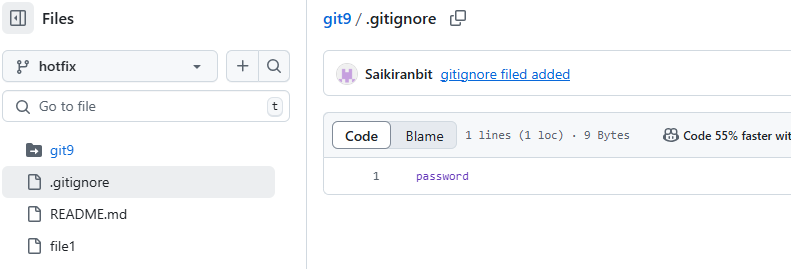 Files
hotfix
Go to file
t
git9
.gitignore
README.md
file1
git9 / .gitignore
Saikiranbit gitignore filed added
Code Blame 1 lines (1 loc) · 9 Bytes Code 55% faster wit
1 password